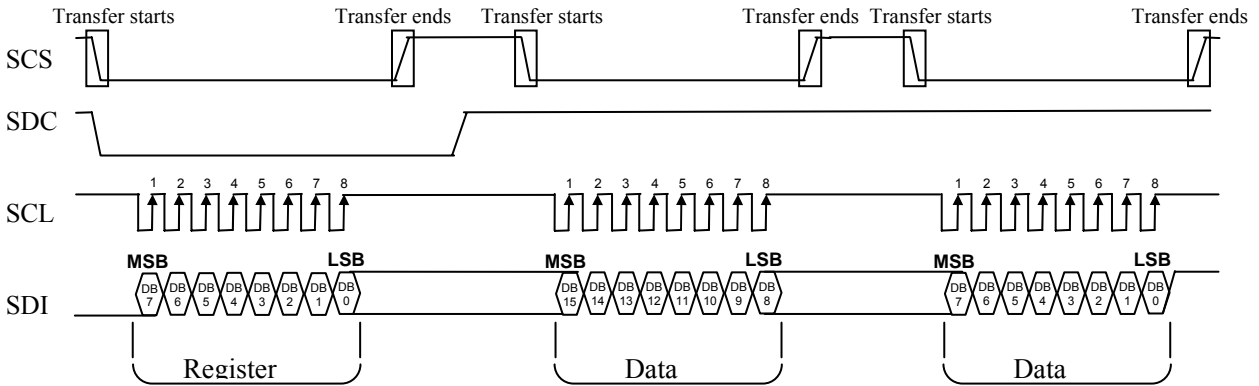 Transfer starts Transfer ends Transfer starts Transfer ends Transfer starts Transfer ends
SCS
SDC
1 2 3 4 5 6 7 8 1 2 3 4 5 6 7 8 1 2 3 4 5 6 7 8
SCL
MSB LSB MSB LSB MSB LSB
DB DB DB DB DB DB DB DB DB DB DB DB DB DB DB DB DB DB DB DB DB DB DB DB
7 6 5 4 3 2 1 0 15 14 13 12 11 10 9 8 7 6 5 4 3 2 1 0
SDI
Register Data Data